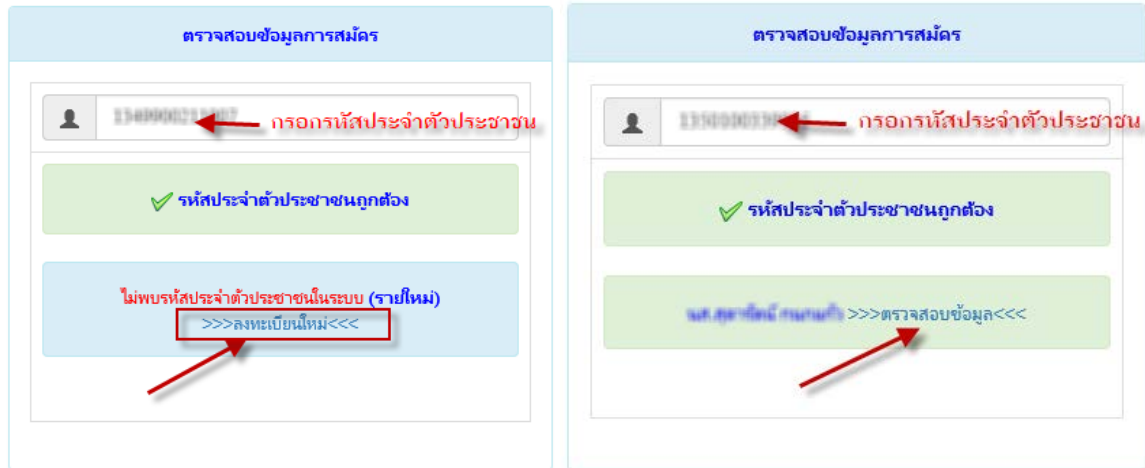 ตรวจสอบข้อมูลการสมัคร
กรอกรหัสประจำตัวประชาชน
รหัสประจำตัวประชาชนถูกต้อง
ไม่พบรหัสประจำตัวประชาชนในระบบ (รายใหม่)
>>>ลงทะเบียนใหม่<<<
ตรวจสอบข้อมูลการสมัคร
กรอกรหัสประจำตัวประชาชน
รหัสประจำตัวประชาชนถูกต้อง
>>>ตรวจสอบข้อมูล<<<